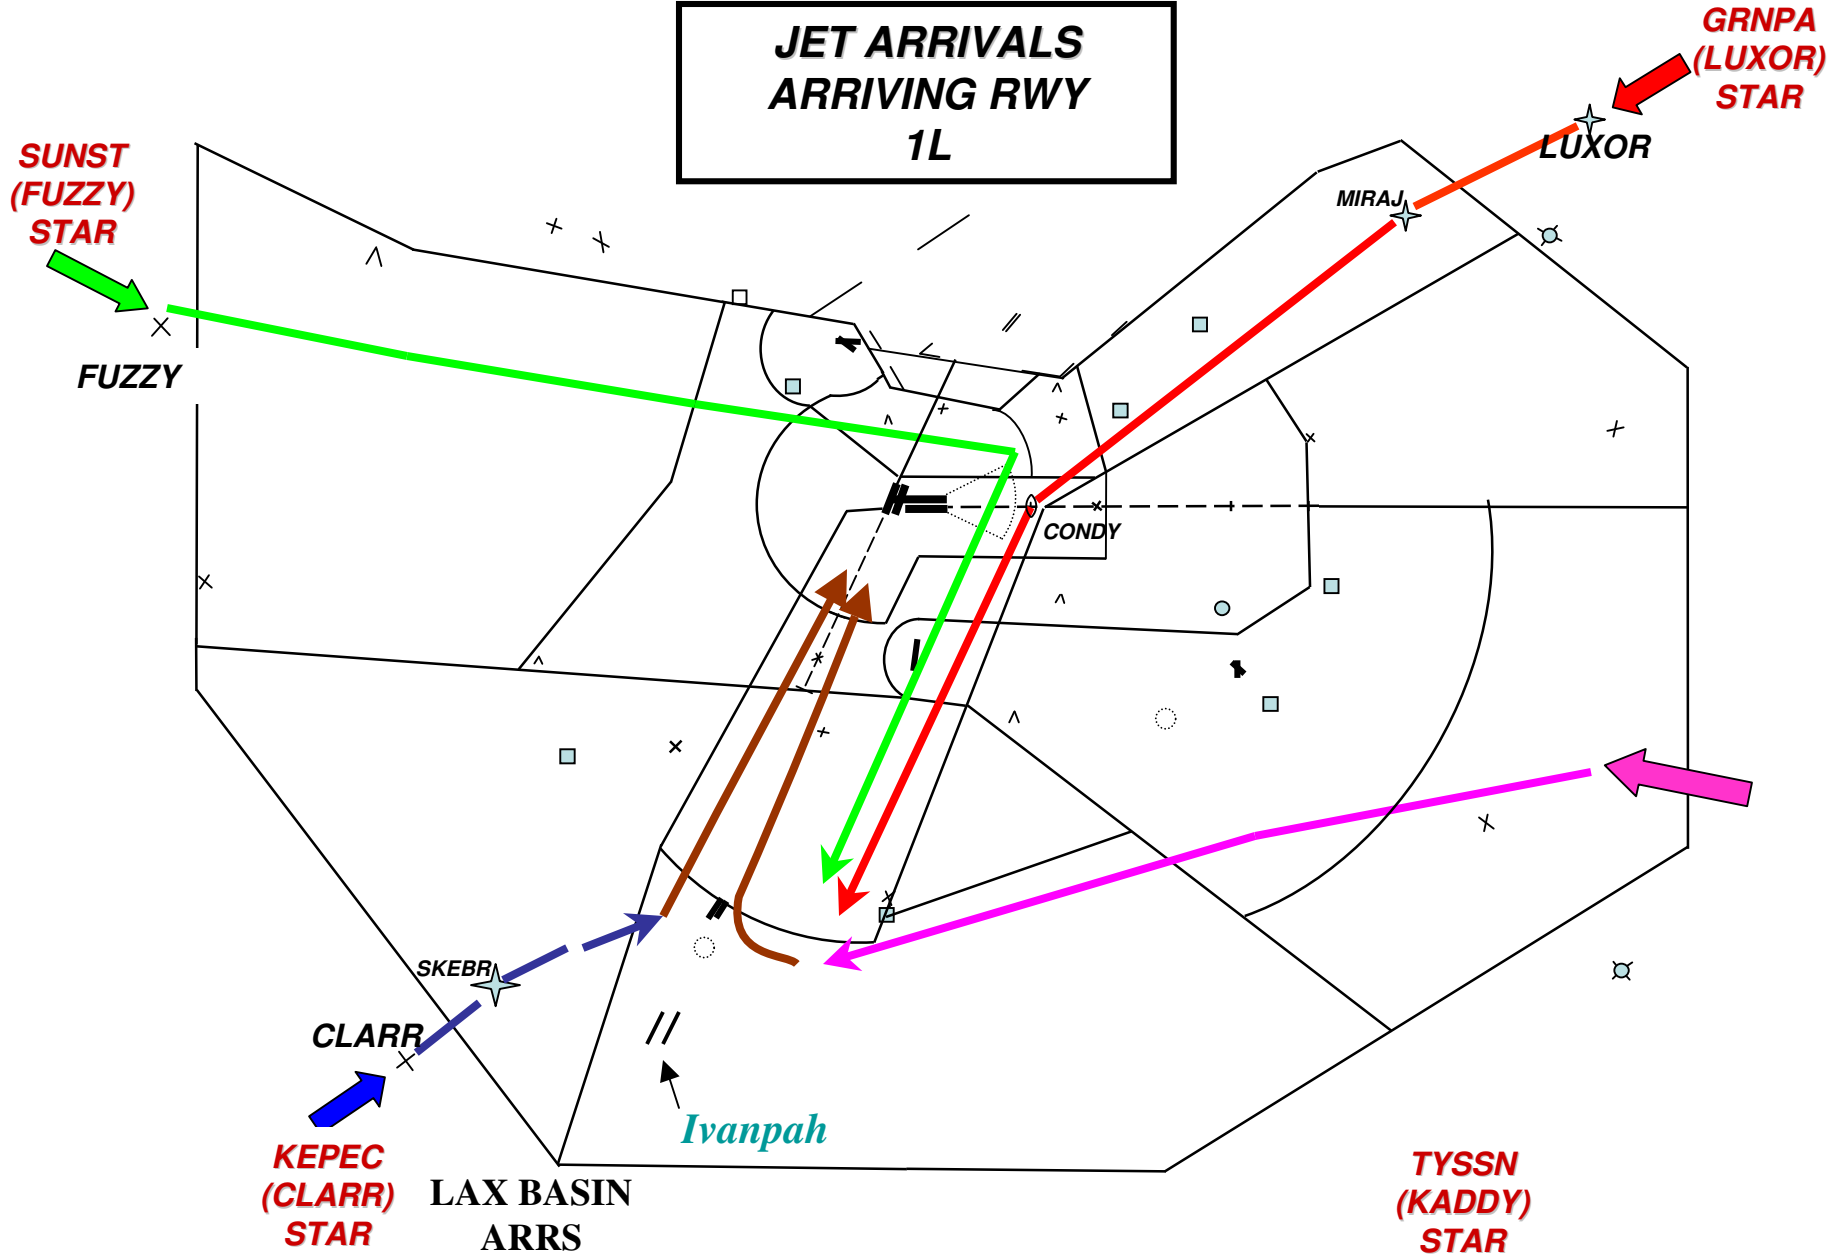 JET ARRIVALS
ARRIVING RWY
1L
GRNPA
(LUXOR)
STAR
LUXOR
MIRAJ
SUNST
(FUZZY)
STAR
FUZZY
CONDY
SKEBR
CLARR
Ivanpah
KEPEC
(CLARR)
STAR
LAX BASIN
ARRS
TYSSN
(KADDY)
STAR